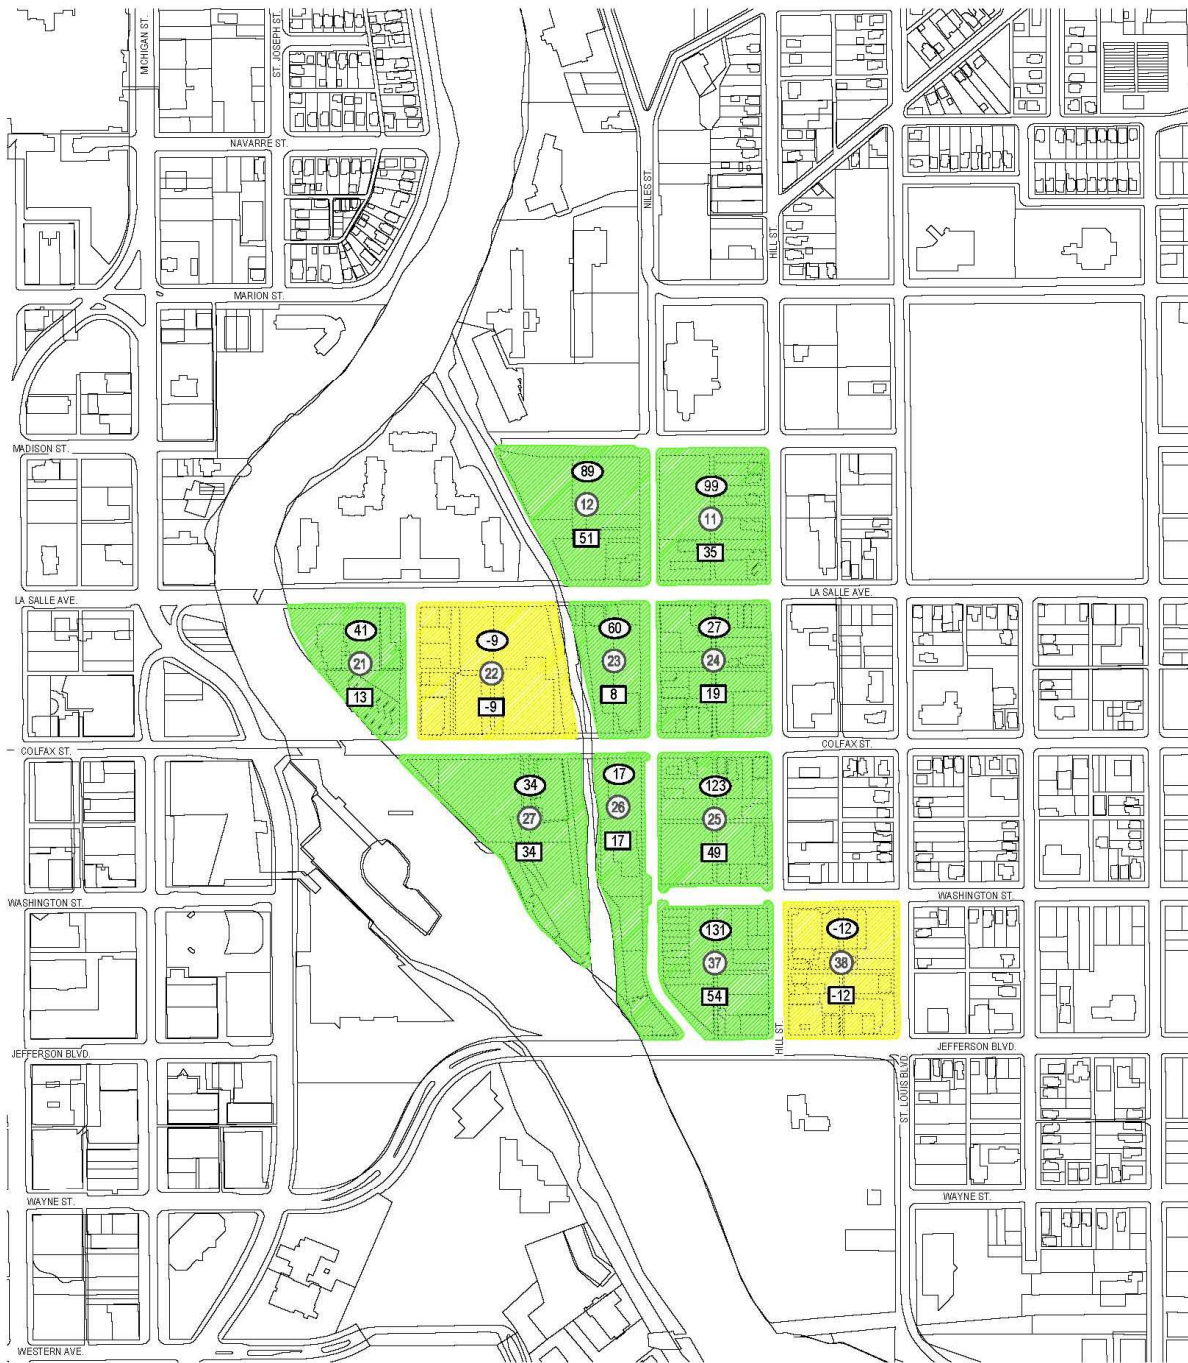 MICHIGAN ST.
ST. JOSEPH ST.
NAVARRE ST.
NILES ST.
HILL ST.
MARION ST.
MADISON ST.
89
12
51
99
11
35
LA SALLE AVE.
LA SALLE AVE.
41
21
13
-9
22
-9
60
23
8
27
24
19
COLFAX ST.
COLFAX ST.
34
27
34
17
26
17
123
25
49
WASHINGTON ST.
WASHINGTON ST.
131
37
54
-12
38
-12
HILL ST.
JEFFERSON BLVD.
JEFFERSON BLVD.
ST. LOUIS BLVD.
WAYNE ST.
WAYNE ST.
WESTERN AVE.